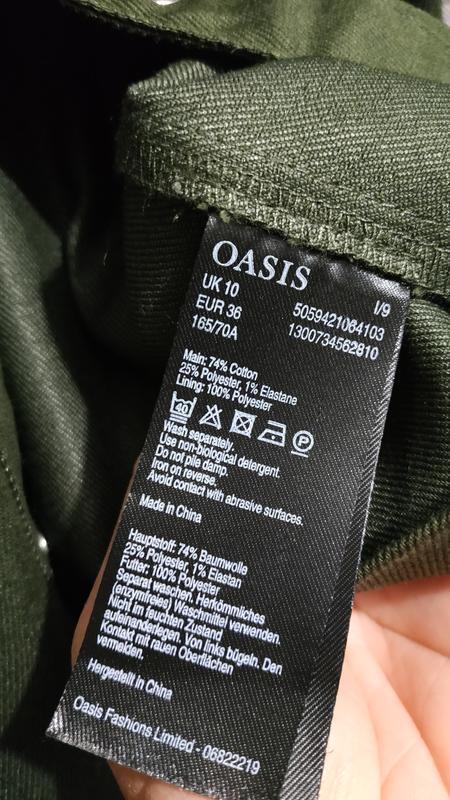 OASIS
I/9
UK 10 5059421064103
EUR 36 1300734562810
165/70A
Main: 74% Cotton
25% Polyester, 1% Elastane
Lining: 100% Polyester
40 P
Wash separately.
Use non-biological detergent.
Do not pile damp.
Iron on reverse.
Avoid contact with abrasive surfaces.
Made in China
Hauptstoff: 74% Baumwolle
25% Polyester, 1% Elastan
Futter: 100% Polyester
Separat waschen. Herkömmliches
(enzymfreies) Waschmittel verwenden.
Nicht im feuchten Zustand
aufeinanderlegen. Von links bügeln. Den
Kontakt mit rauen Oberflächen
vermeiden.
Hergestellt in China
Oasis Fashions Limited - 06822219